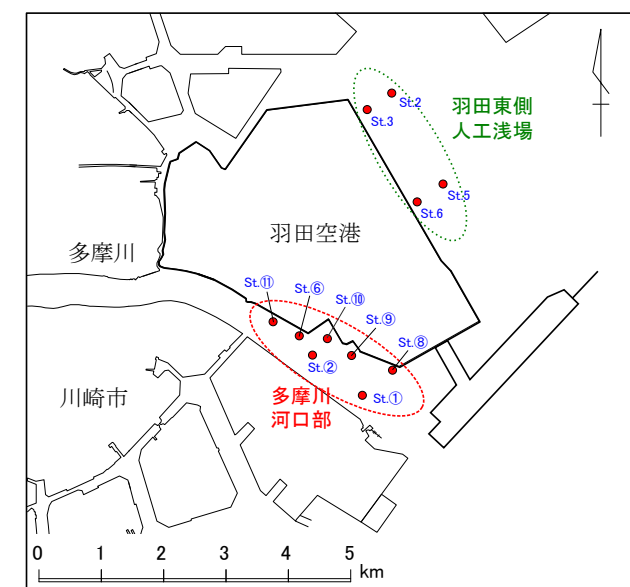 St.2
St.3
羽田東側
人工浅場
St.5
St.6
羽田空港
多摩川
St.⑪
St.⑥
St.⑩
St.⑨
St.⑧
St.②
St.①
川崎市
多摩川
河口部
0 1 2 3 4 5
km